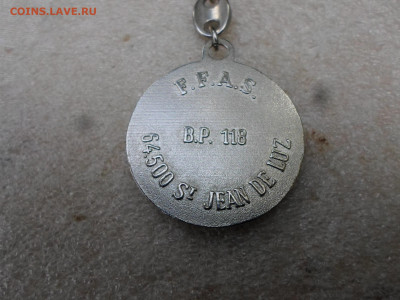 COINS.LAVE.RU
F.F.A.S.
B.P. 118
64500 ST JEAN DE LUZ